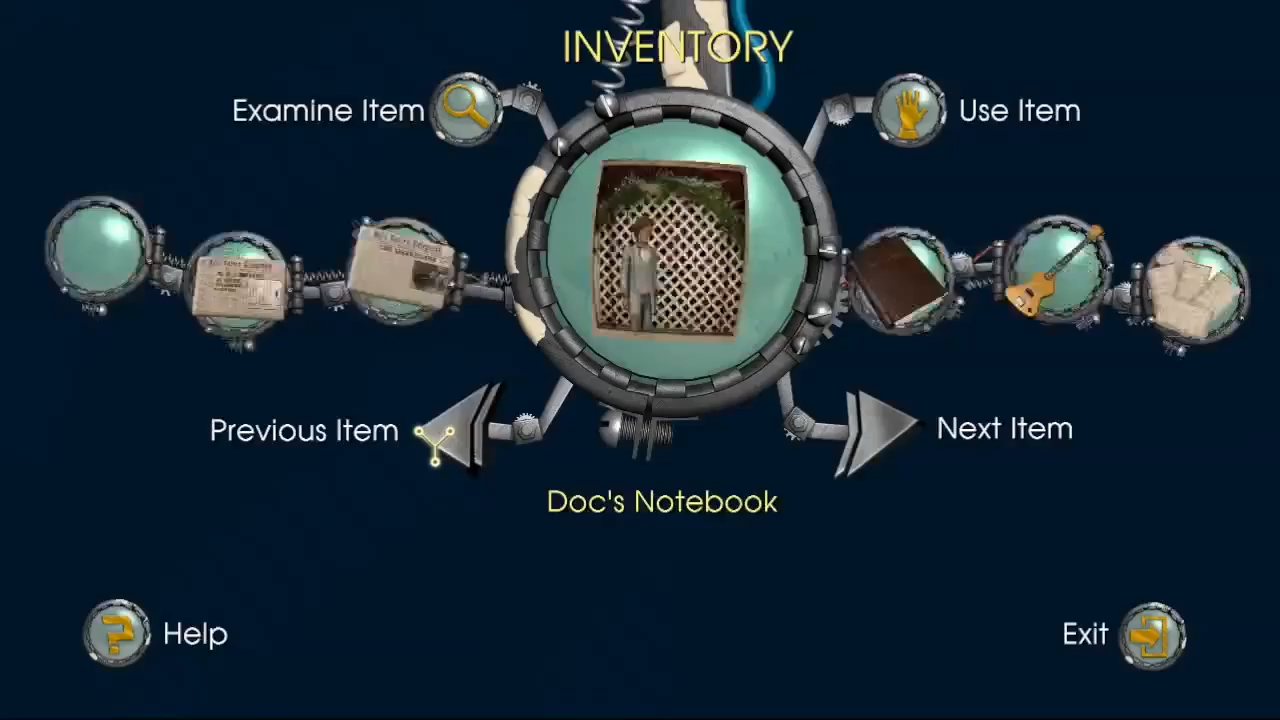 INVENTORY
Examine Item
Use Item
Previous Item
Next Item
Doc's Notebook
Help
Exit